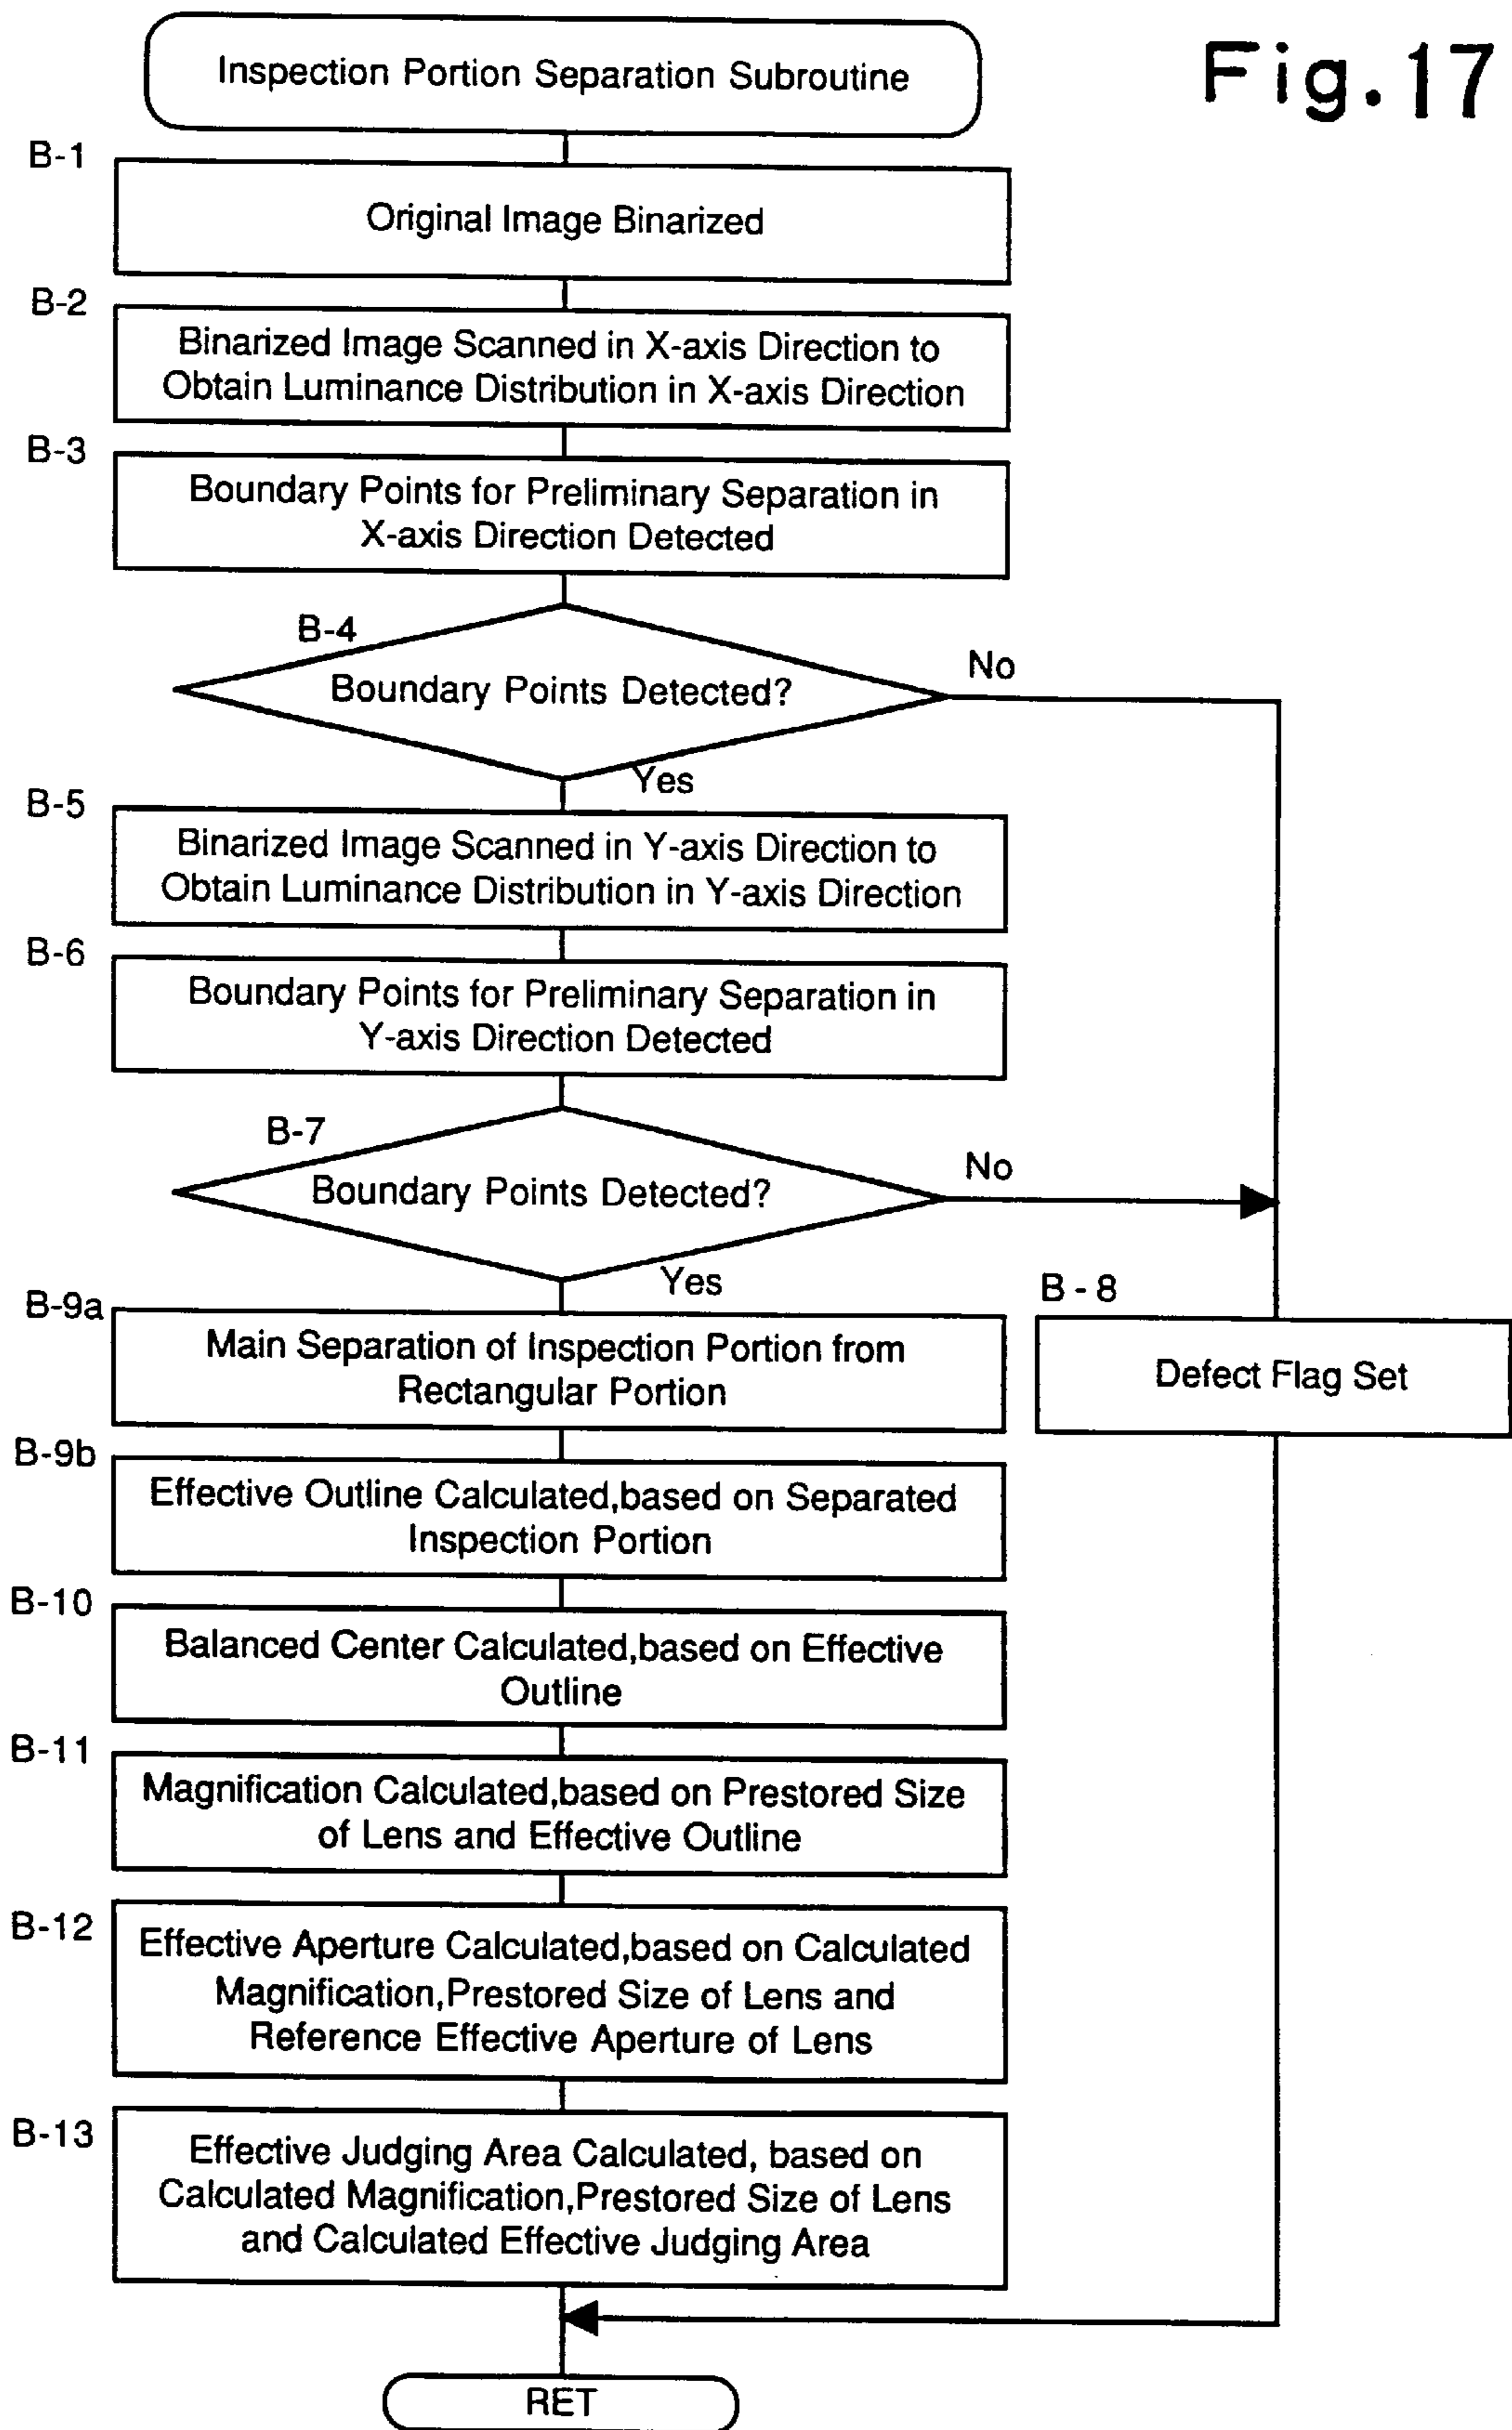 Fig.17
Inspection Portion Separation Subroutine
B-1
Original Image Binarized
B-2
Binarized Image Scanned in X-axis Direction to
Obtain Luminance Distribution in X-axis Direction
B-3
Boundary Points for Preliminary Separation in
X-axis Direction Detected
B-4
Boundary Points Detected?
No
Yes
B-5
Binarized Image Scanned in Y-axis Direction to
Obtain Luminance Distribution in Y-axis Direction
B-6
Boundary Points for Preliminary Separation in
Y-axis Direction Detected
B-7
Boundary Points Detected?
No
Yes
B-8
Defect Flag Set
B-9a
Main Separation of Inspection Portion from
Rectangular Portion
B-9b
Effective Outline Calculated,based on Separated
Inspection Portion
B-10
Balanced Center Calculated,based on Effective
Outline
B-11
Magnification Calculated,based on Prestored Size
of Lens and Effective Outline
B-12
Effective Aperture Calculated,based on Calculated
Magnification,Prestored Size of Lens and
Reference Effective Aperture of Lens
B-13
Effective Judging Area Calculated, based on
Calculated Magnification,Prestored Size of Lens
and Calculated Effective Judging Area
RET